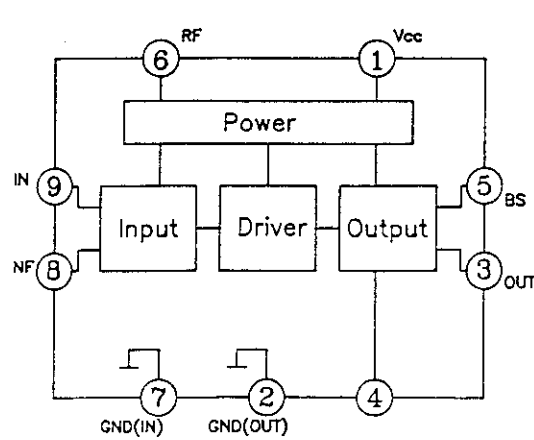 RF
Vcc
6
1
Power
IN
9
5
BS
Input
Driver
Output
NF
8
3
OUT
7
2
4
GND(IN)
GND(OUT)